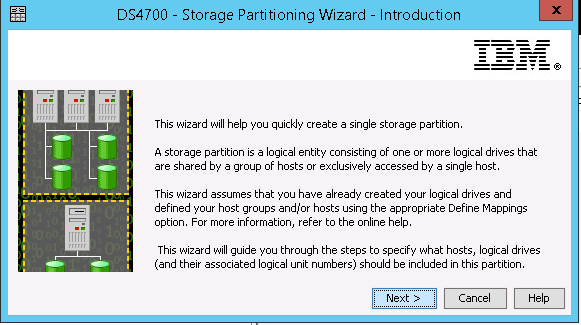 DS4700 - Storage Partitioning Wizard - Introduction
x
IBM®
This wizard will help you quickly create a single storage partition.
A storage partition is a logical entity consisting of one or more logical drives that
are shared by a group of hosts or exclusively accessed by a single host.
This wizard assumes that you have already created your logical drives and
defined your host groups and/or hosts using the appropriate Define Mappings
option. For more information, refer to the online help.
This wizard will guide you through the steps to specify what hosts, logical drives
(and their associated logical unit numbers) should be included in this partition.
Next >
Cancel
Help